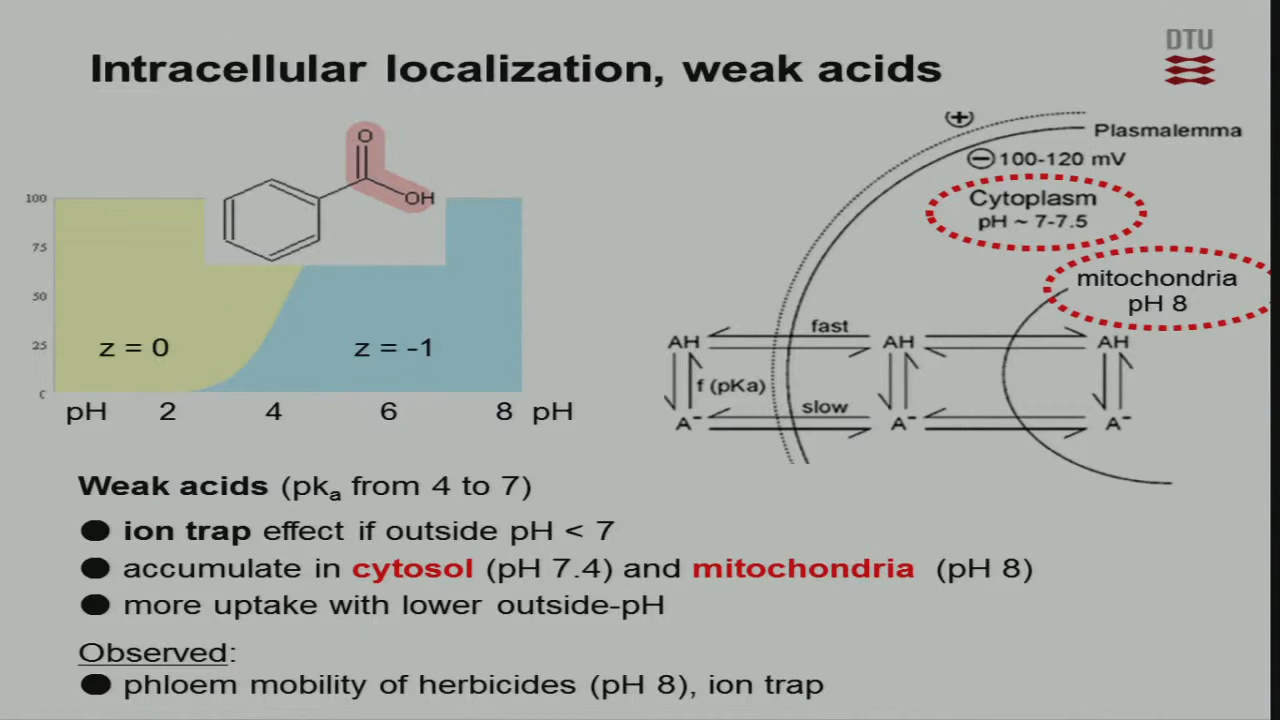 Intracellular localization, weak acids
DTU
O
OH
100
75
50
25
0
z = 0
z = -1
pH 2 4 6 8 pH
+
Plasmalemma
− 100-120 mV
Cytoplasm
pH ~ 7-7.5
mitochondria
pH 8
fast
AH AH AH
f (pKa)
slow
A⁻ A⁻ A⁻
Weak acids (pkₐ from 4 to 7)
● ion trap effect if outside pH < 7
● accumulate in cytosol (pH 7.4) and mitochondria (pH 8)
● more uptake with lower outside-pH
Observed:
● phloem mobility of herbicides (pH 8), ion trap